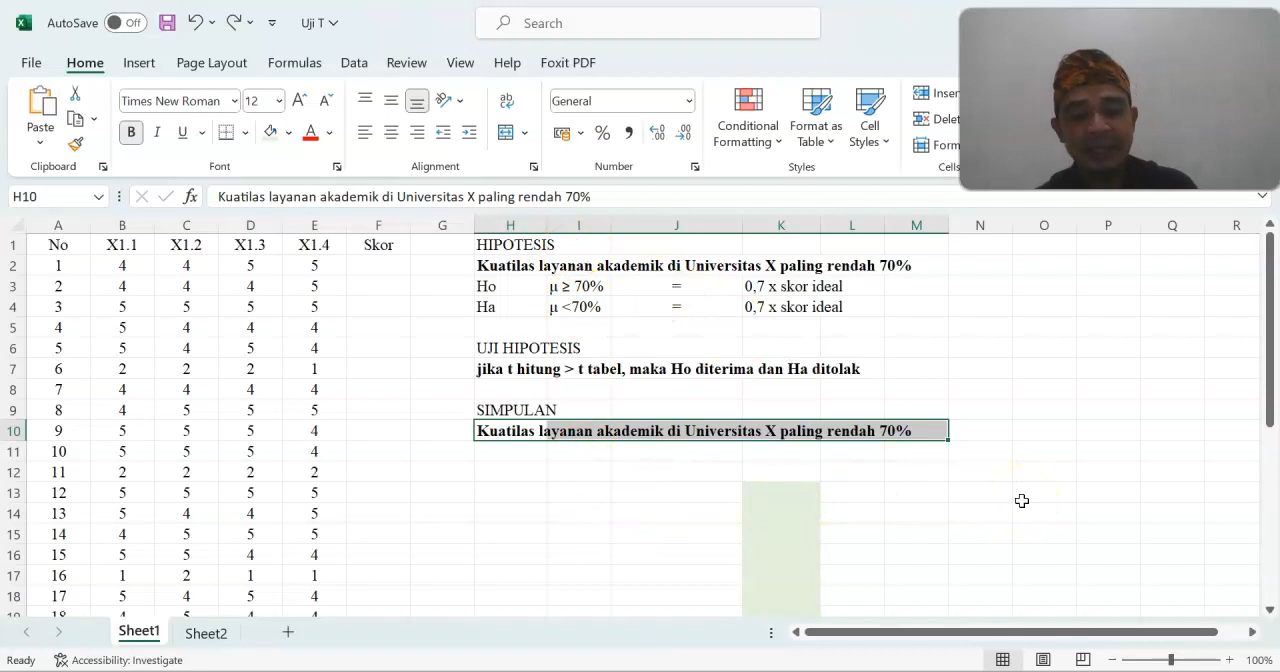 AutoSave Off Uji T Search
File Home Insert Page Layout Formulas Data Review View Help Foxit PDF
Paste Times New Roman 12 General Conditional Formatting Format as Table Cell Styles
B I U
Clipboard Font Alignment Number Styles Cells
H10 fx Kuatilas layanan akademik di Universitas X paling rendah 70%
A B C D E F G H I J K L M N O P Q R
1 No X1.1 X1.2 X1.3 X1.4 Skor HIPOTESIS
2 1 4 4 5 5 Kuatilas layanan akademik di Universitas X paling rendah 70%
3 2 4 4 4 5 Ho μ ≥ 70% = 0,7 x skor ideal
4 3 5 5 5 5 Ha μ <70% = 0,7 x skor ideal
5 4 5 4 4 4
6 5 5 4 5 4 UJI HIPOTESIS
7 6 2 2 2 1 jika t hitung > t tabel, maka Ho diterima dan Ha ditolak
8 7 4 4 4 4
9 8 4 5 5 5 SIMPULAN
10 9 5 5 5 4 Kuatilas layanan akademik di Universitas X paling rendah 70%
11 10 5 5 5 4
12 11 2 2 2 2
13 12 5 5 5 5
14 13 5 4 4 5
15 14 4 5 5 5
16 15 5 5 4 4
17 16 1 2 1 1
18 17 5 4 5 4
Sheet1 Sheet2
Ready Accessibility: Investigate 100%